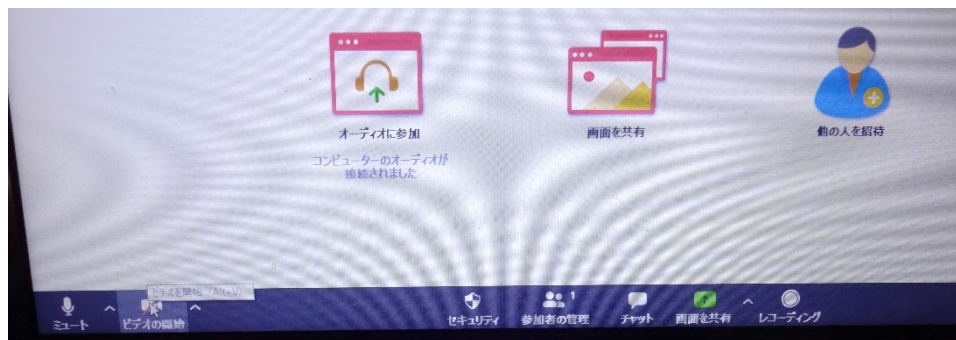 オーディオに参加
画面を共有
他の人を招待
コンピューターのオーディオが
接続されました
ビデオを開始 (Alt+V)
1
ミュート
ビデオの開始
セキュリティ
参加者の管理
チャット
画面を共有
レコーディング